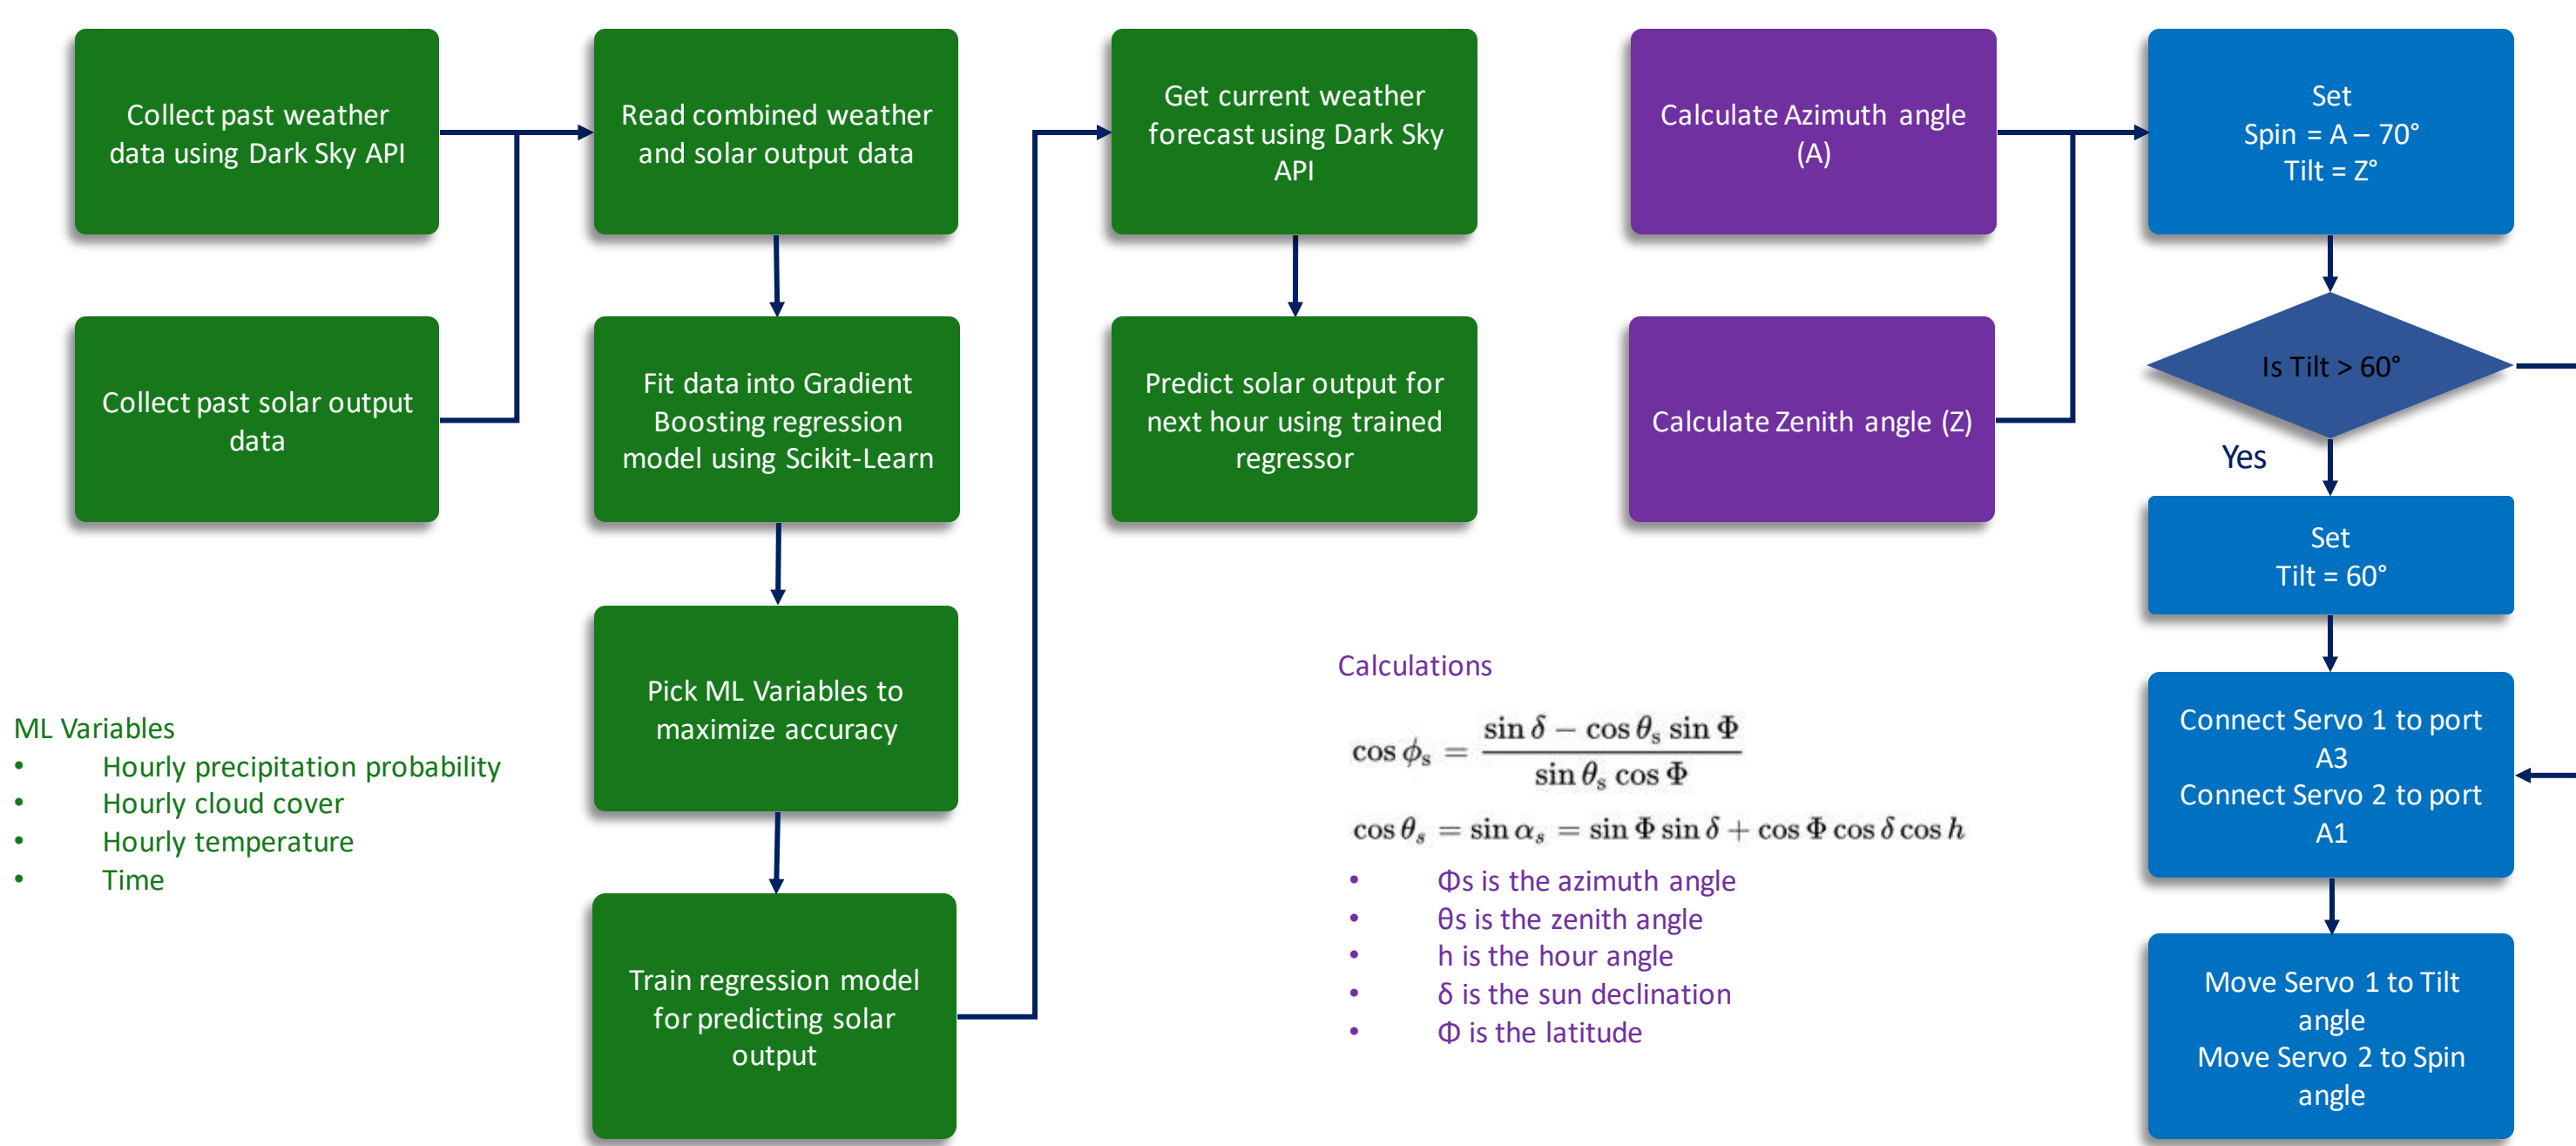 Collect past weather
data using Dark Sky API
Collect past solar output
data
Read combined weather
and solar output data
Fit data into Gradient
Boosting regression
model using Scikit-Learn
Pick ML Variables to
maximize accuracy
Train regression model
for predicting solar
output
Get current weather
forecast using Dark Sky
API
Predict solar output for
next hour using trained
regressor
ML Variables
• Hourly precipitation probability
• Hourly cloud cover
• Hourly temperature
• Time
Calculate Azimuth angle
(A)
Calculate Zenith angle (Z)
Calculations
cos ϕ_s = (sin δ − cos θ_s sin Φ) / (sin θ_s cos Φ)
cos θ_s = sin α_s = sin Φ sin δ + cos Φ cos δ cos h
• Φs is the azimuth angle
• θs is the zenith angle
• h is the hour angle
• δ is the sun declination
• Φ is the latitude
Set
Spin = A – 70°
Tilt = Z°
Is Tilt > 60°
Yes
Set
Tilt = 60°
Connect Servo 1 to port
A3
Connect Servo 2 to port
A1
Move Servo 1 to Tilt
angle
Move Servo 2 to Spin
angle